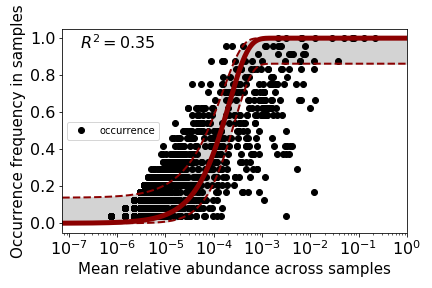 R² = 0.35
occurrence
Occurrence frequency in samples
1.0
0.8
0.6
0.4
0.2
0.0
10⁻⁷ 10⁻⁶ 10⁻⁵ 10⁻⁴ 10⁻³ 10⁻² 10⁻¹ 10⁰
Mean relative abundance across samples